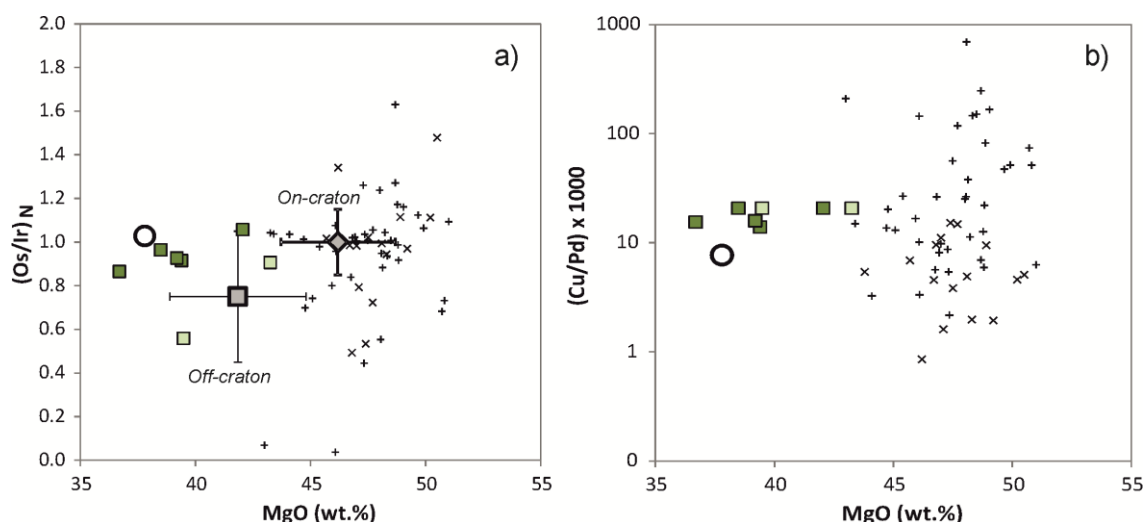 a)
2.0
1.8
1.6
1.4
1.2
1.0
0.8
0.6
0.4
0.2
0.0
(Os/Ir)N
On-craton
Off-craton
35 40 45 50 55
MgO (wt.%)
b)
1000
100
10
1
0
(Cu/Pd) x 1000
35 40 45 50 55
MgO (wt.%)